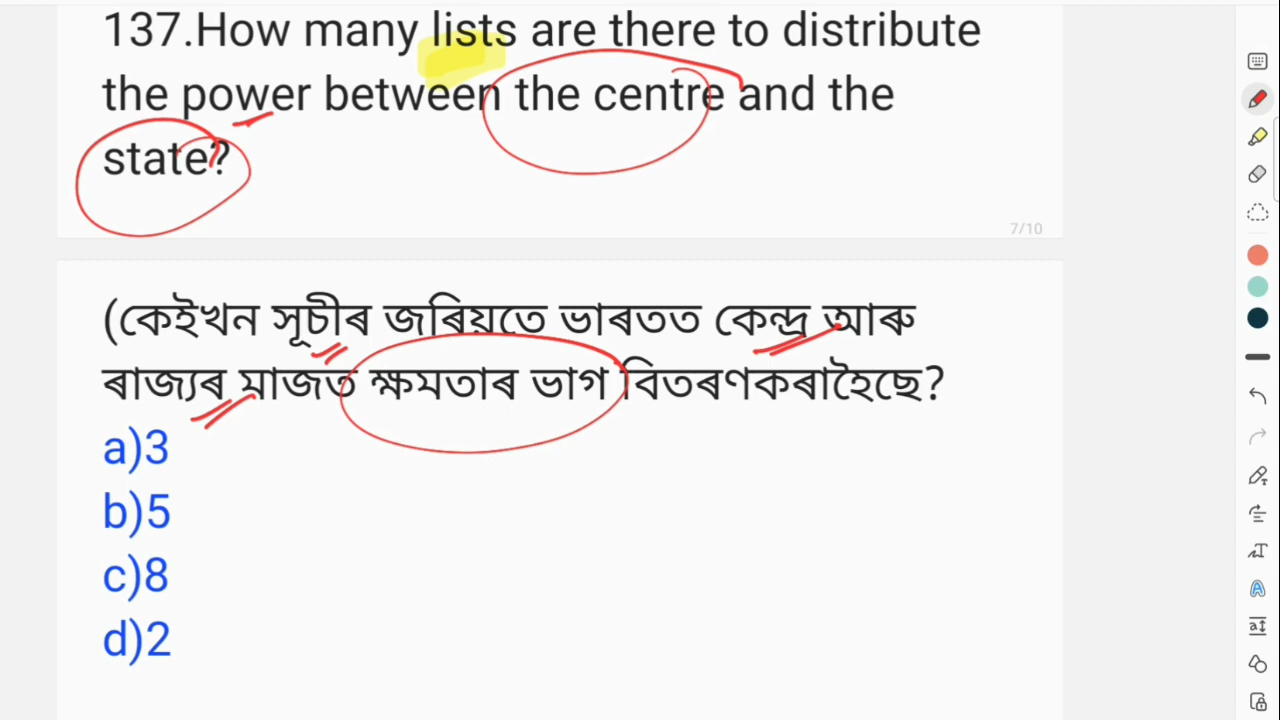 137.How many lists are there to distribute
the power between the centre and the
state?
7/10
(কেইখন সূচীৰ জৰিয়তে ভাৰতত কেন্দ্ৰ আৰু
ৰাজ্যৰ মাজত ক্ষমতাৰ ভাগ বিতৰণকৰাহৈছে?
a)3
b)5
c)8
d)2